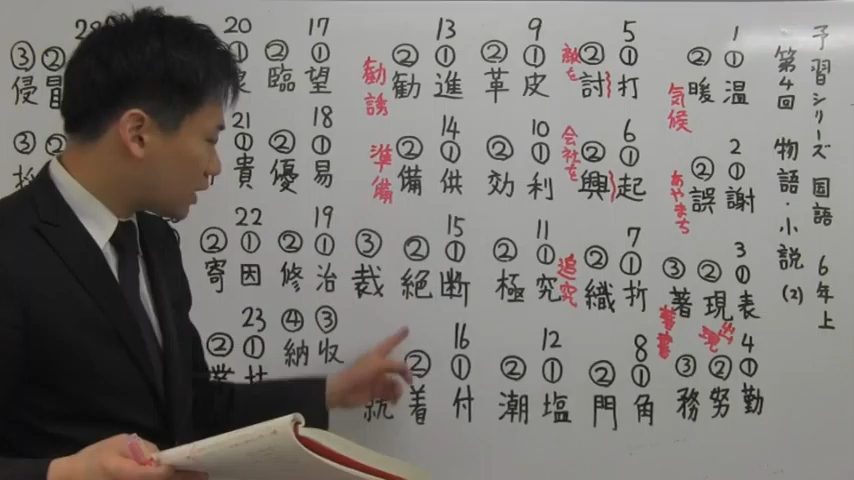 予習シリーズ 国語 6年上
第4回 物語・小説(2)
1 ①温 ②暖 気候
2 ①謝 ②誤 あやまち
3 ①表 ②現 ③著
4 ①勤 ②努 ③務
5 ①打 ②討 敵を
6 ①起 ②興 会社を
7 ①折 ②織
8 ①角 ②門
9 ①皮 ②革
10 ①利 ②効
11 ①究 ②極 追究
12 ①塩 ②潮
13 ①進 ②勧 勧誘
14 ①供 ②備 準備
15 ①断 ②絶 ③裁
16 ①付 ②着
17 ①望 ②臨
18 ①易 ②優
19 ①治 ②修 ③収 ④納
20 ①
21 ①貴
22 ①因 ②寄
23 ① ②
②冒 ③侵
② ③